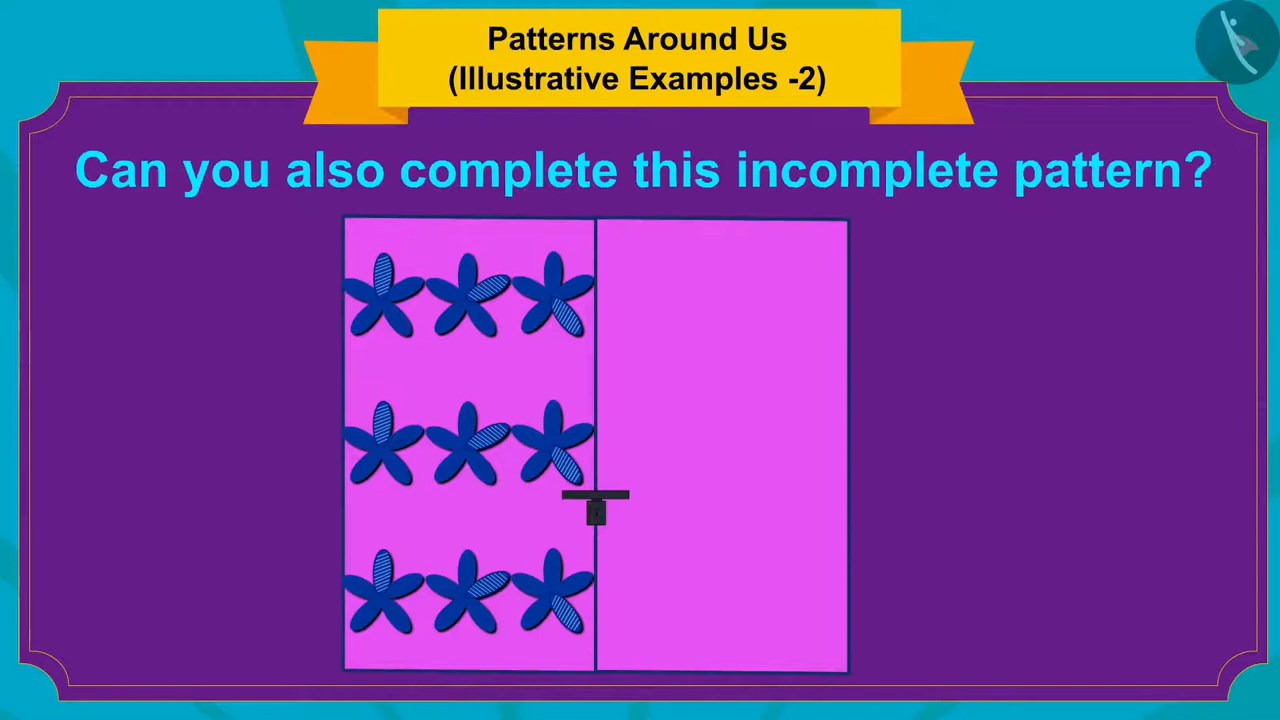 Patterns Around Us
(Illustrative Examples -2)
Can you also complete this incomplete pattern?